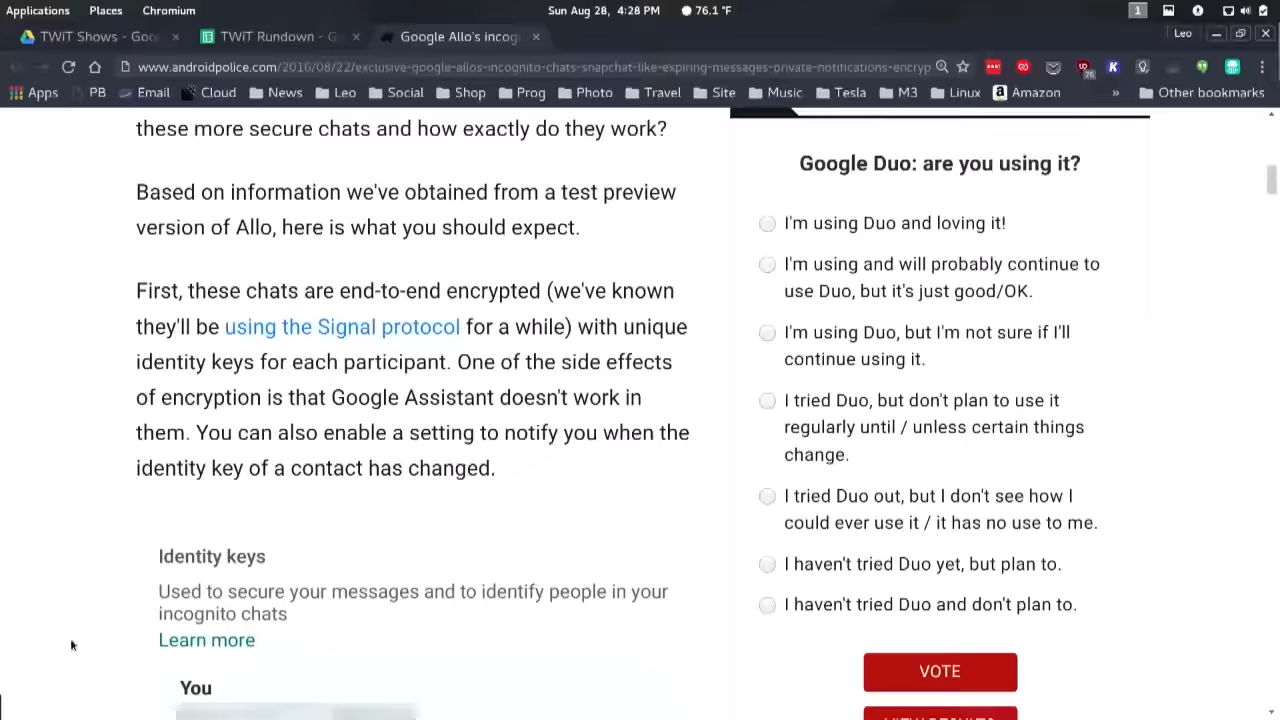 Applications Places Chromium Sun Aug 28, 4:28 PM 76.1 °F 1
TWiT Shows - Goo × TWiT Rundown - G × Google Allo's incog × Leo
www.androidpolice.com/2016/08/22/exclusive-google-allos-incognito-chats-snapchat-like-expiring-messages-private-notifications-encryp
Apps PB Email Cloud News Leo Social Shop Prog Photo Travel Site Music Tesla M3 Linux Amazon » Other bookmarks
these more secure chats and how exactly do they work?
Based on information we've obtained from a test preview
version of Allo, here is what you should expect.
First, these chats are end-to-end encrypted (we've known
they'll be using the Signal protocol for a while) with unique
identity keys for each participant. One of the side effects
of encryption is that Google Assistant doesn't work in
them. You can also enable a setting to notify you when the
identity key of a contact has changed.
Identity keys
Used to secure your messages and to identify people in your
incognito chats
Learn more
You
Google Duo: are you using it?
I'm using Duo and loving it!
I'm using and will probably continue to
use Duo, but it's just good/OK.
I'm using Duo, but I'm not sure if I'll
continue using it.
I tried Duo, but don't plan to use it
regularly until / unless certain things
change.
I tried Duo out, but I don't see how I
could ever use it / it has no use to me.
I haven't tried Duo yet, but plan to.
I haven't tried Duo and don't plan to.
VOTE